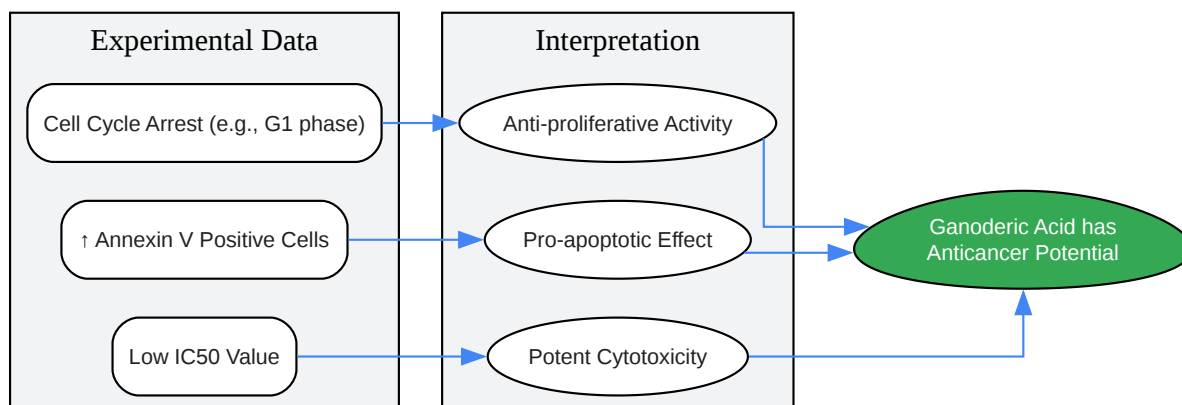 Experimental Data
Interpretation
Cell Cycle Arrest (e.g., G1 phase)
Anti-proliferative Activity
↑ Annexin V Positive Cells
Pro-apoptotic Effect
Ganoderic Acid has
Anticancer Potential
Low IC50 Value
Potent Cytotoxicity